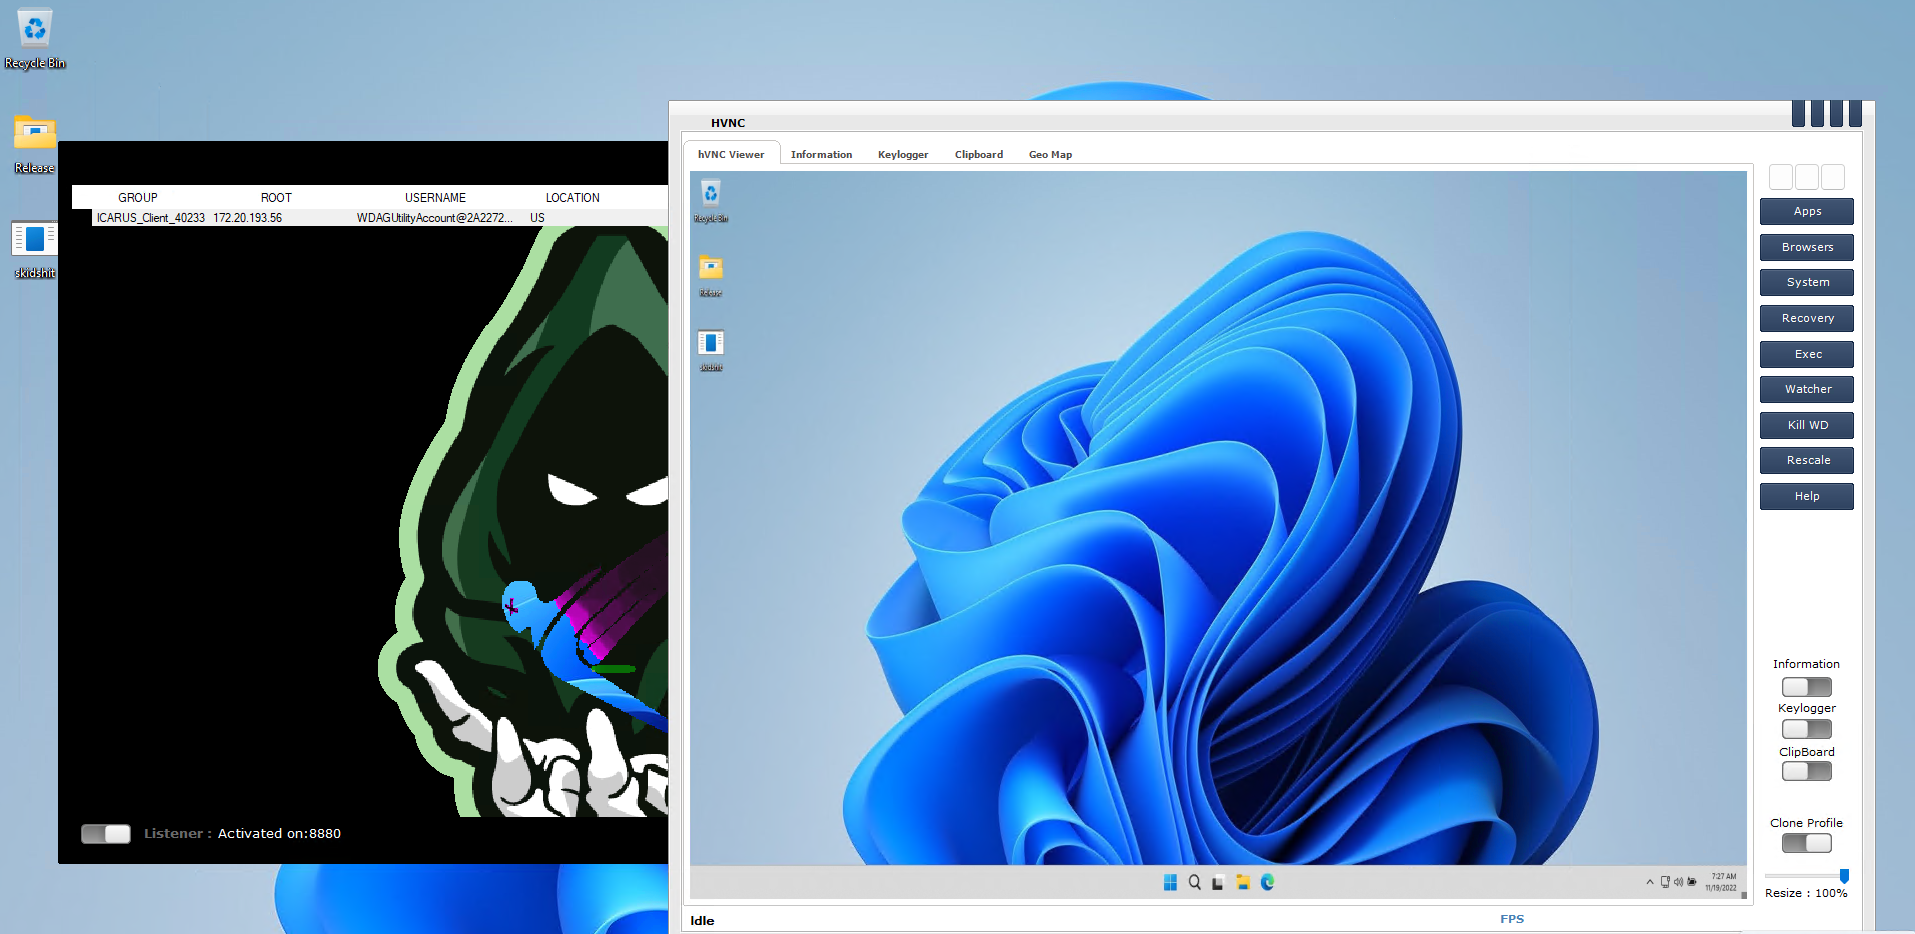 Recycle Bin
Release
skidshit
GROUP ROOT USERNAME LOCATION
ICARUS_Client_40233 172.20.193.56 WDAGUtilityAccount@2A2272... US
Listener : Activated on:8880
HVNC
hVNC Viewer Information Keylogger Clipboard Geo Map
Recycle Bin
Release
skidshit
7:27 AM
11/19/2022
Apps
Browsers
System
Recovery
Exec
Watcher
Kill WD
Rescale
Help
Information
Keylogger
ClipBoard
Clone Profile
Resize : 100%
Idle
FPS